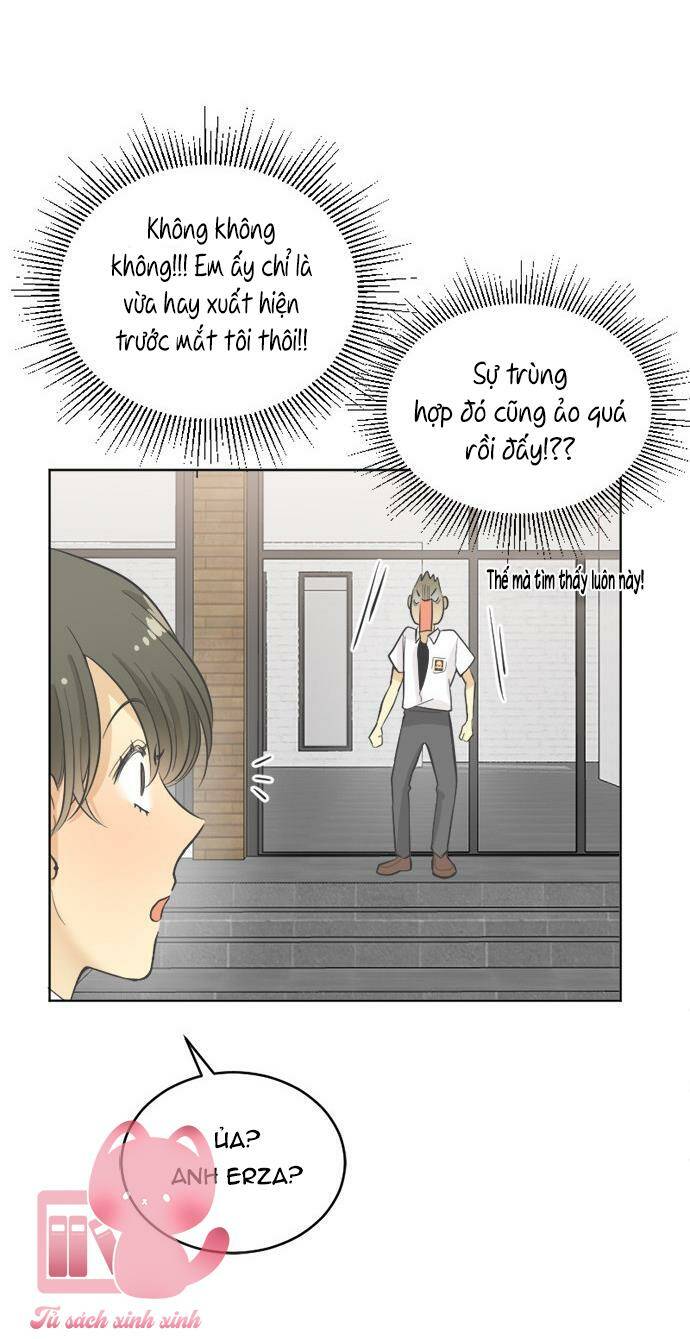 Không không
không!!! Em ấy chỉ là
vừa hay xuất hiện
trước mắt tôi thôi!!
Sự trùng
hợp đó cũng ảo quá
rồi đấy!??
Thế mà tìm thấy luôn này!
ỦA?
ANH ERZA?
Tủ sách xinh xinh